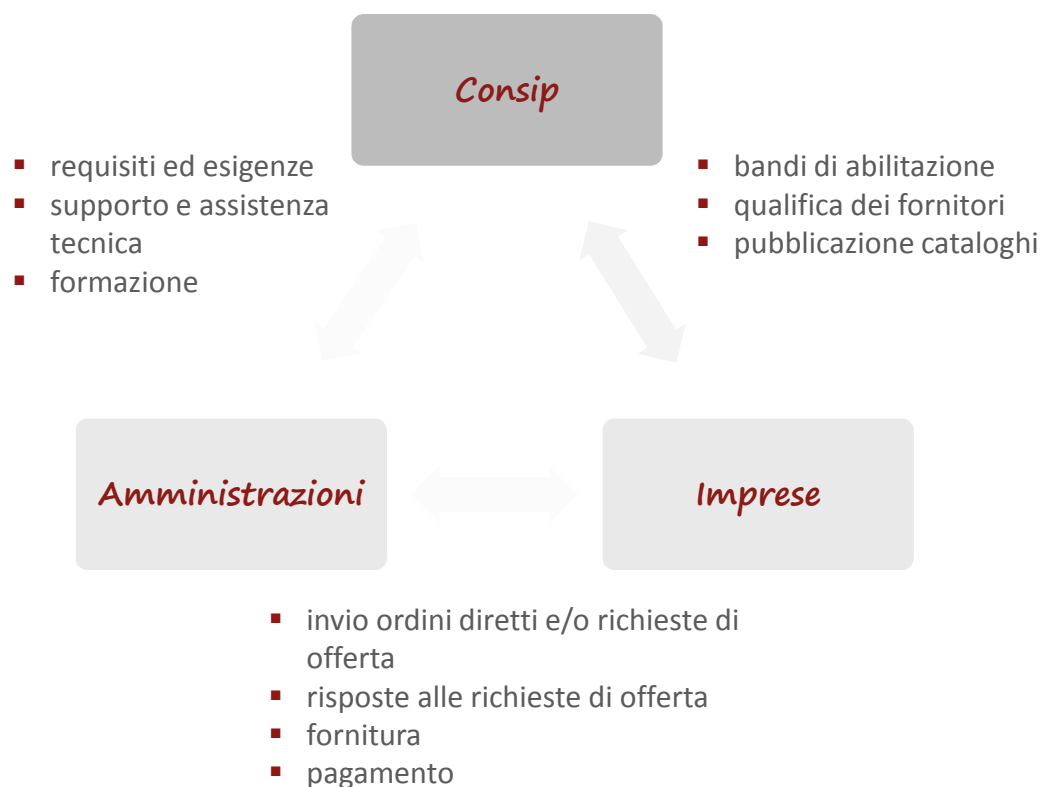 Consip
requisiti ed esigenze
supporto e assistenza
tecnica
formazione
bandi di abilitazione
qualifica dei fornitori
pubblicazione cataloghi
Amministrazioni
Imprese
invio ordini diretti e/o richieste di
offerta
risposte alle richieste di offerta
fornitura
pagamento